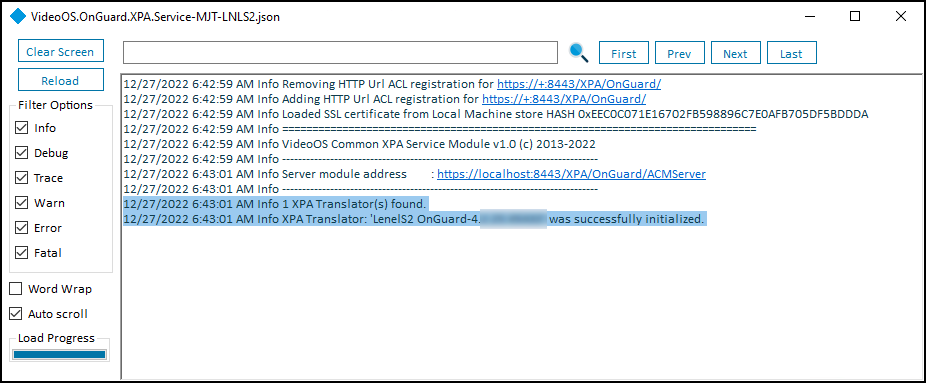 VideoOS.OnGuard.XPA.Service-MJT-LNLS2.json
Clear Screen
First
Prev
Next
Last
Reload
Filter Options
Info
Debug
Trace
Warn
Error
Fatal
Word Wrap
Auto scroll
Load Progress
12/27/2022 6:42:59 AM Info Removing HTTP Url ACL registration for https://+:8443/XPA/OnGuard/
12/27/2022 6:42:59 AM Info Adding HTTP Url ACL registration for https://+:8443/XPA/OnGuard/
12/27/2022 6:42:59 AM Info Loaded SSL certificate from Local Machine store HASH 0xEEC0C071E16702FB598896C7E0AFB705DF5BDDDA
12/27/2022 6:42:59 AM Info ==============================================================================
12/27/2022 6:42:59 AM Info VideoOS Common XPA Service Module v1.0 (c) 2013-2022
12/27/2022 6:42:59 AM Info ------------------------------------------------------------------------------
12/27/2022 6:43:01 AM Info Server module address : https://localhost:8443/XPA/OnGuard/ACMServer
12/27/2022 6:43:01 AM Info ------------------------------------------------------------------------------
12/27/2022 6:43:01 AM Info 1 XPA Translator(s) found.
12/27/2022 6:43:01 AM Info XPA Translator: 'LenelS2 OnGuard-4. was successfully initialized.